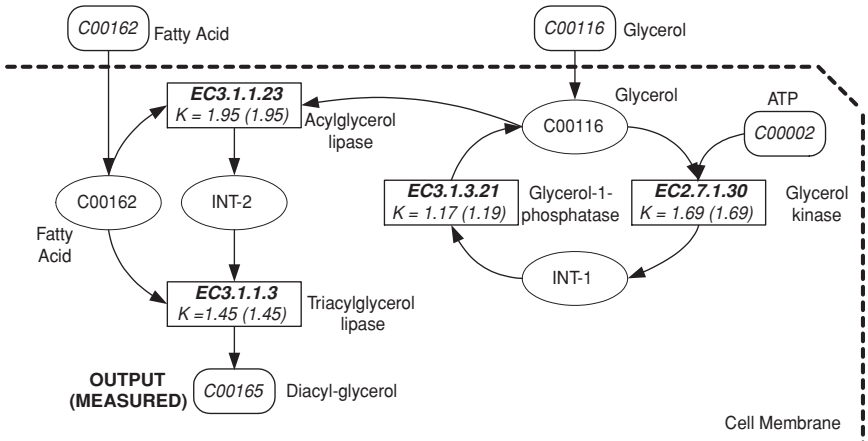 C00162 Fatty Acid
C00116 Glycerol
EC3.1.1.23
K = 1.95 (1.95)
Acylglycerol
lipase
Glycerol
C00116
ATP
C00002
C00162
Fatty
Acid
INT-2
EC3.1.3.21
K = 1.17 (1.19)
Glycerol-1-
phosphatase
EC2.7.1.30
K = 1.69 (1.69)
Glycerol
kinase
INT-1
EC3.1.1.3
K =1.45 (1.45)
Triacylglycerol
lipase
OUTPUT
(MEASURED)
C00165 Diacyl-glycerol
Cell Membrane